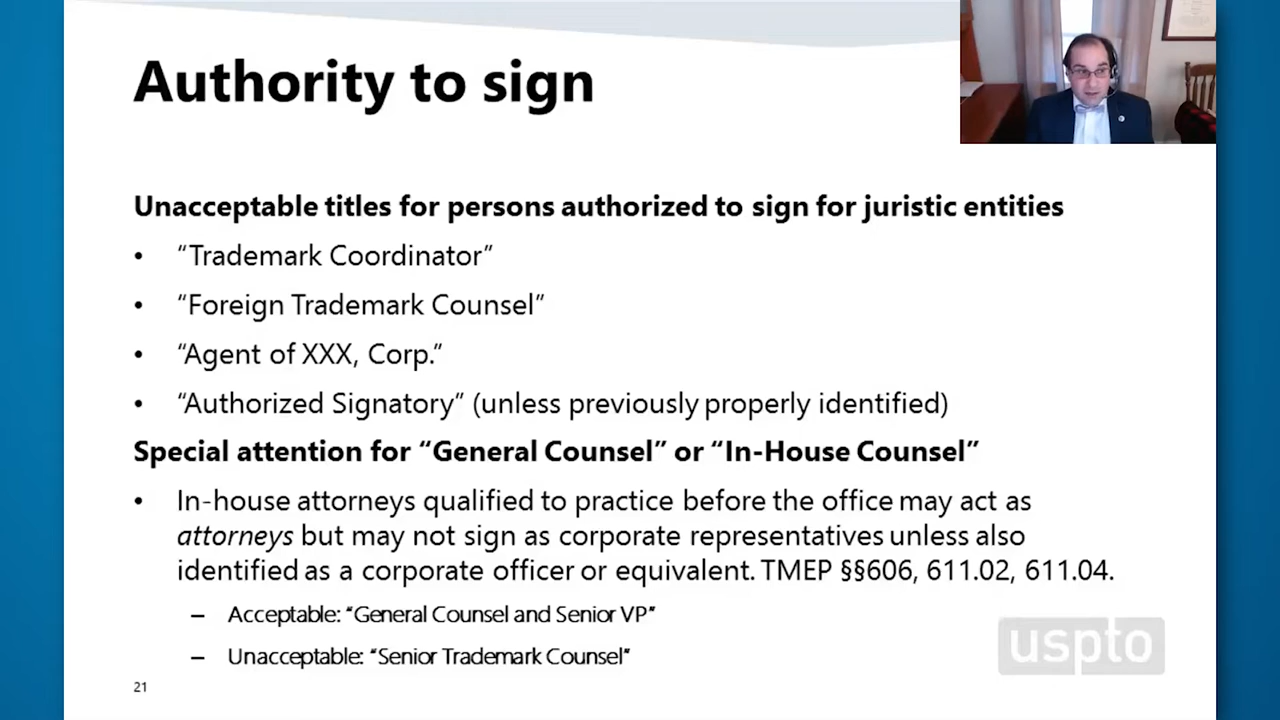 Authority to sign
Unacceptable titles for persons authorized to sign for juristic entities
• “Trademark Coordinator”
• “Foreign Trademark Counsel”
• “Agent of XXX, Corp.”
• “Authorized Signatory” (unless previously properly identified)
Special attention for “General Counsel” or “In-House Counsel”
• In-house attorneys qualified to practice before the office may act as
attorneys but may not sign as corporate representatives unless also
identified as a corporate officer or equivalent. TMEP §§606, 611.02, 611.04.
– Acceptable: “General Counsel and Senior VP”
– Unacceptable: “Senior Trademark Counsel”
uspto
21